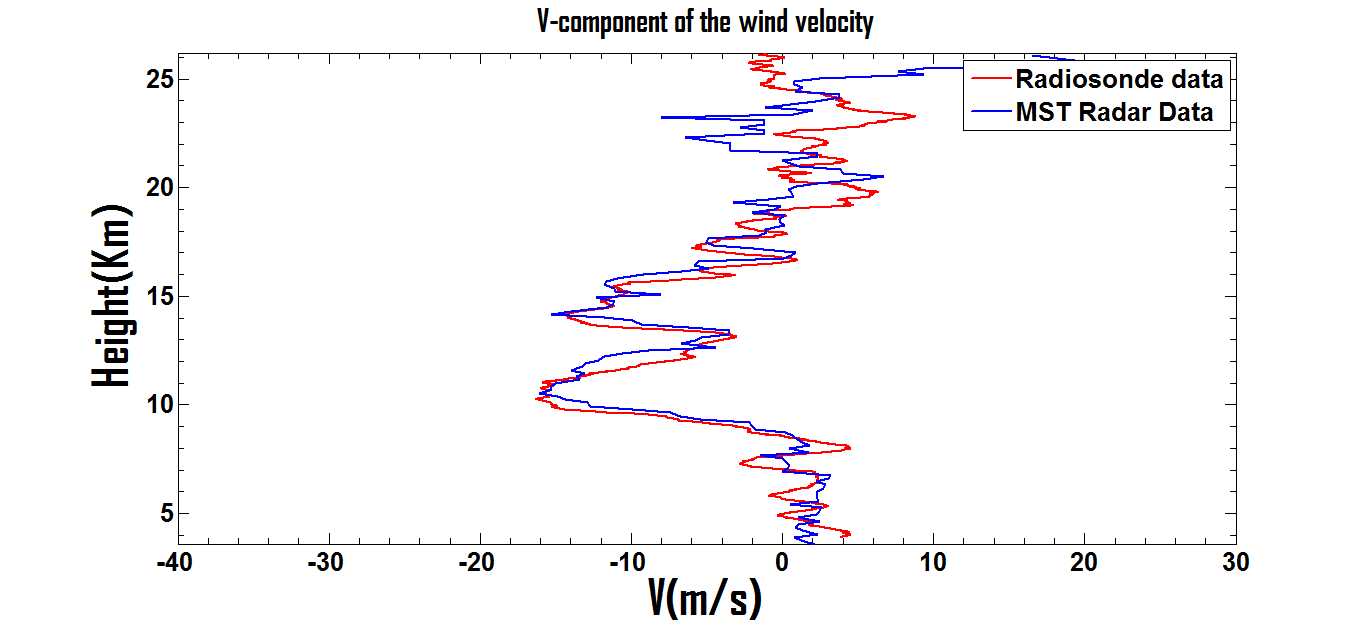 V-component of the wind velocity
Radiosonde data
MST Radar Data
Height(Km)
25
20
15
10
5
-40 -30 -20 -10 0 10 20 30
V(m/s)